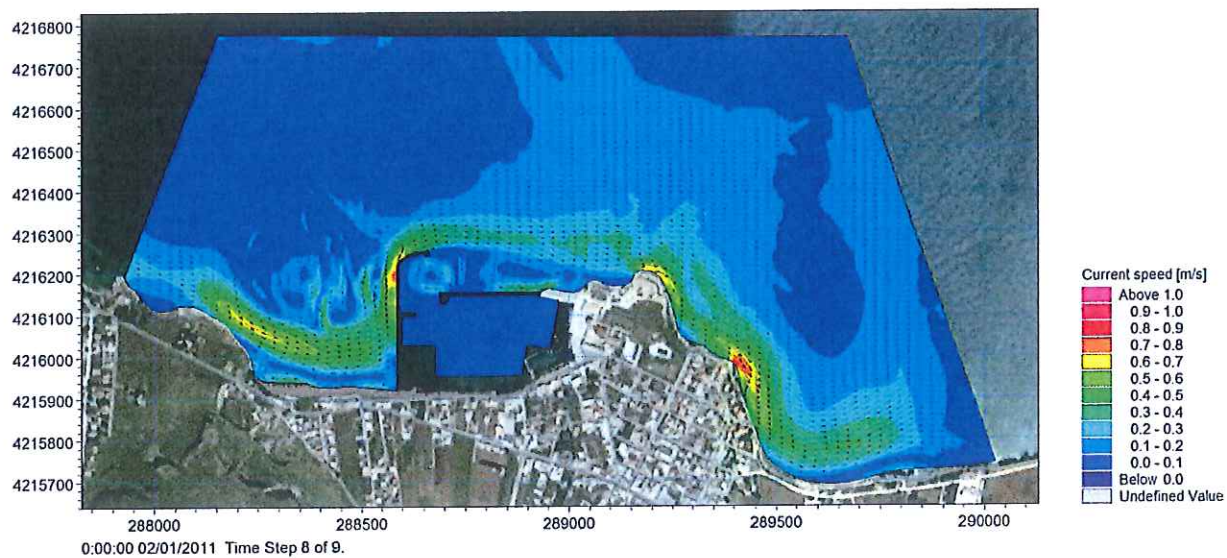 4216800
4216700
4216600
4216500
4216400
4216300
4216200
4216100
4216000
4215900
4215800
4215700
288000 288500 289000 289500 290000
0:00:00 02/01/2011 Time Step 8 of 9.
Current speed [m/s]
Above 1.0
0.9 - 1.0
0.8 - 0.9
0.7 - 0.8
0.6 - 0.7
0.5 - 0.6
0.4 - 0.5
0.3 - 0.4
0.2 - 0.3
0.1 - 0.2
0.0 - 0.1
Below 0.0
Undefined Value